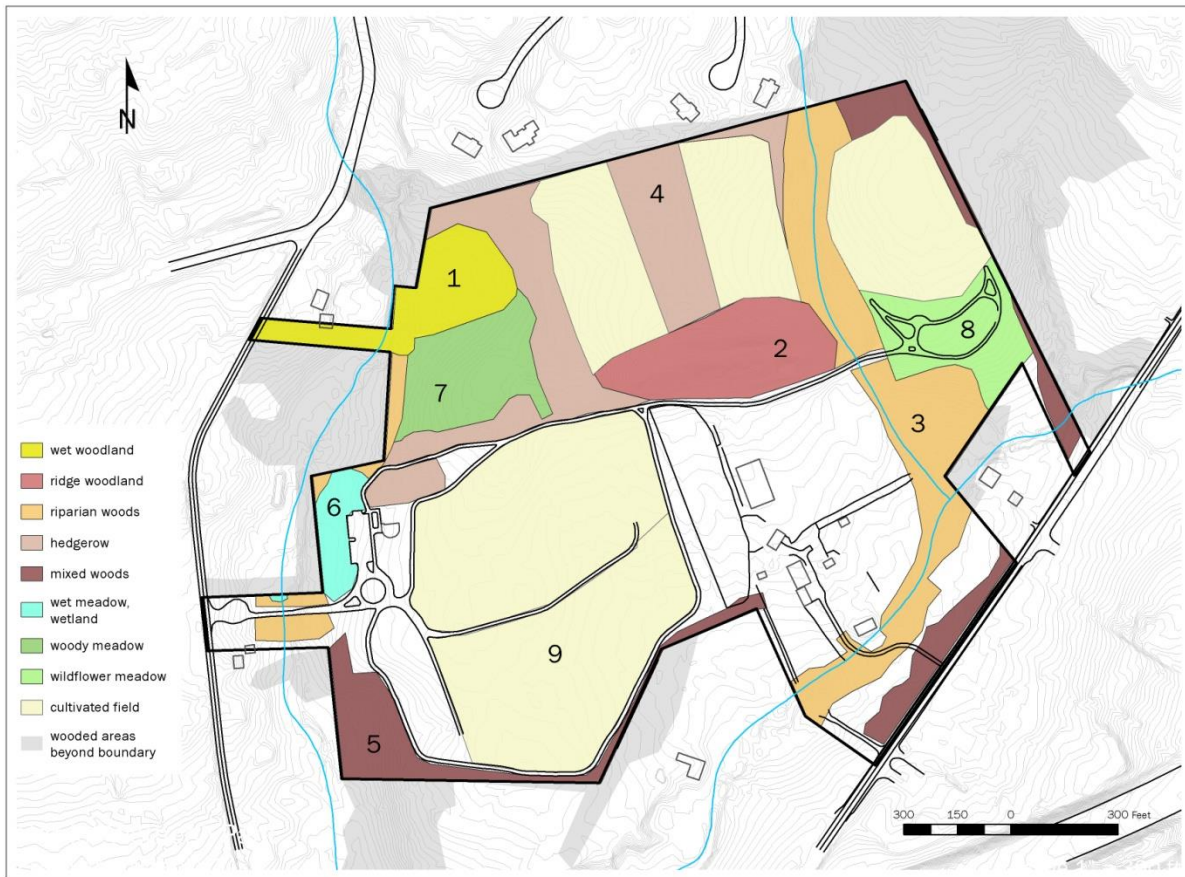 N
4
1
2
8
7
3
6
9
5
wet woodland
ridge woodland
riparian woods
hedgerow
mixed woods
wet meadow,
wetland
woody meadow
wildflower meadow
cultivated field
wooded areas
beyond boundary
300 150 0 300 Feet